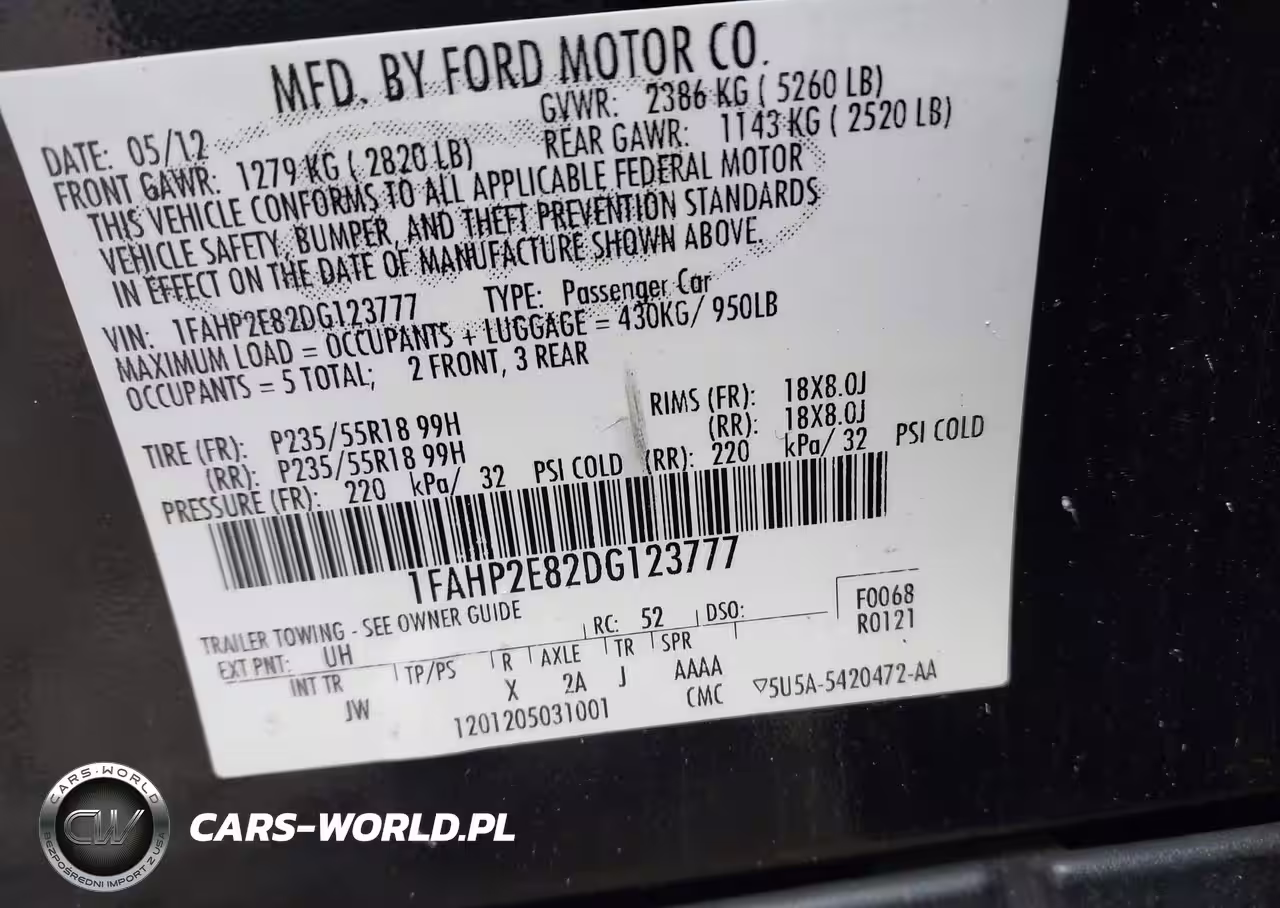 MFD. BY FORD MOTOR CO.
DATE: 05/12 GVWR: 2386 KG ( 5260 LB)
FRONT GAWR: 1279 KG ( 2820 LB) REAR GAWR: 1143 KG ( 2520 LB)
THIS VEHICLE CONFORMS TO ALL APPLICABLE FEDERAL MOTOR
VEHICLE SAFETY, BUMPER, AND THEFT PREVENTION STANDARDS
IN EFFECT ON THE DATE OF MANUFACTURE SHOWN ABOVE.
VIN: 1FAHP2E82DG123777 TYPE: Passenger Car
MAXIMUM LOAD = OCCUPANTS + LUGGAGE = 430KG/ 950LB
OCCUPANTS = 5 TOTAL; 2 FRONT, 3 REAR
TIRE (FR): P235/55R18 99H RIMS (FR): 18X8.0J
(RR): P235/55R18 99H (RR): 18X8.0J
PRESSURE (FR): 220 kPa/ 32 PSI COLD (RR): 220 kPa/ 32 PSI COLD
1FAHP2E82DG123777
TRAILER TOWING - SEE OWNER GUIDE
EXT PNT: UH RC: 52 DSO: F0068
R0121
INT TR TP/PS R AXLE TR SPR
JW X 2A J AAAA
1201205031001 CMC ▽5U5A-5420472-AA
CARS-WORLD
CW
BEZPOŚREDNI IMPORT Z USA
CARS-WORLD.PL